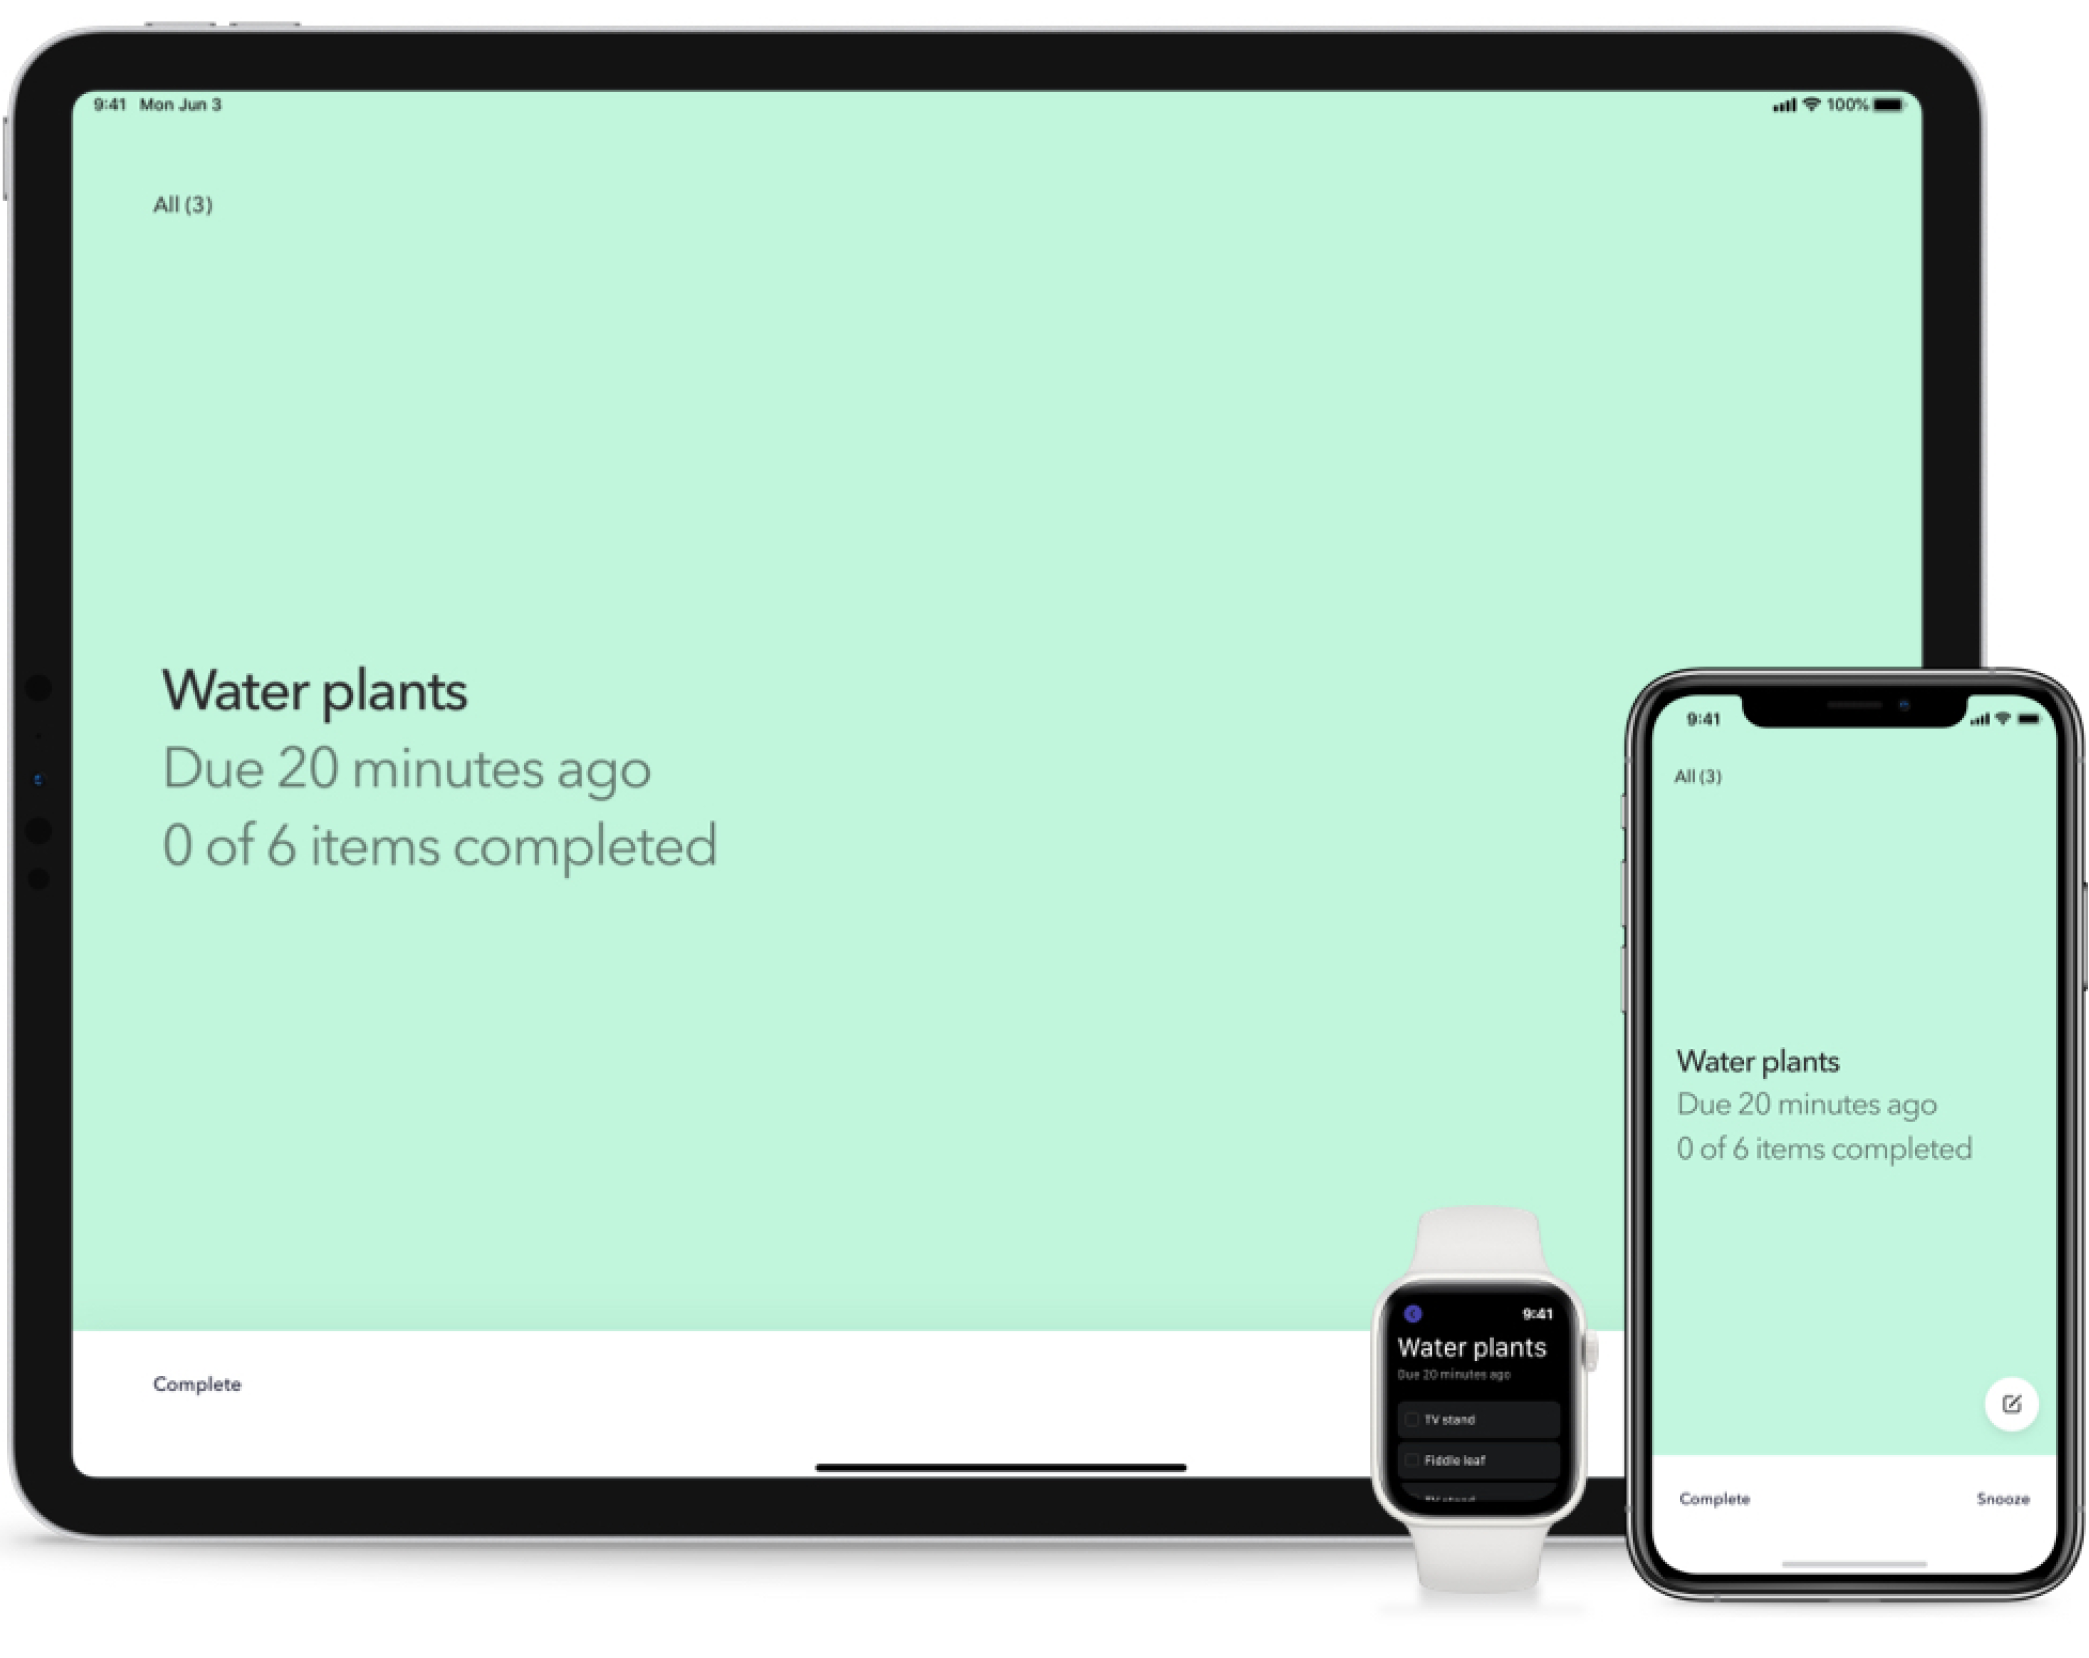 9:41 Mon Jun 3
100%
All (3)
Water plants
Due 20 minutes ago
0 of 6 items completed
Complete
9:41
Water plants
Due 20 minutes ago
TV stand
Fiddle leaf
TV stand
9:41
All (3)
Water plants
Due 20 minutes ago
0 of 6 items completed
Complete
Snooze